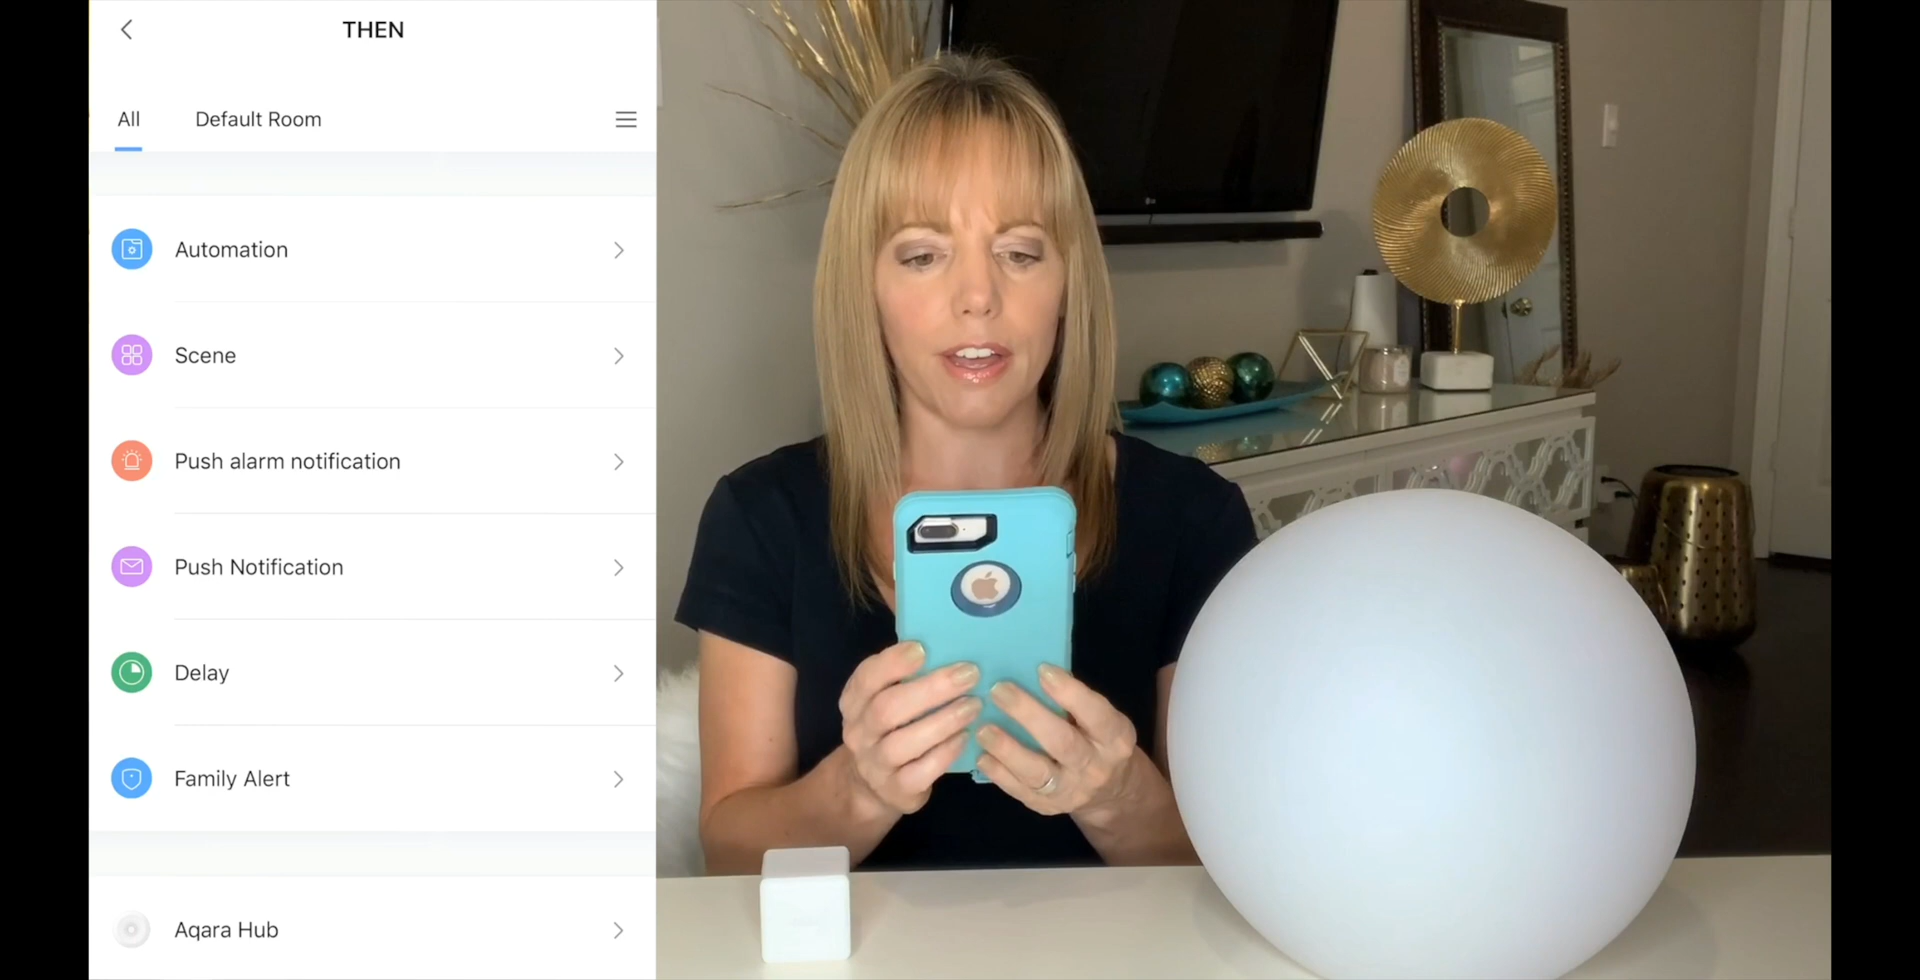 THEN
All
Default Room
Automation
Scene
Push alarm notification
Push Notification
Delay
Family Alert
Aqara Hub